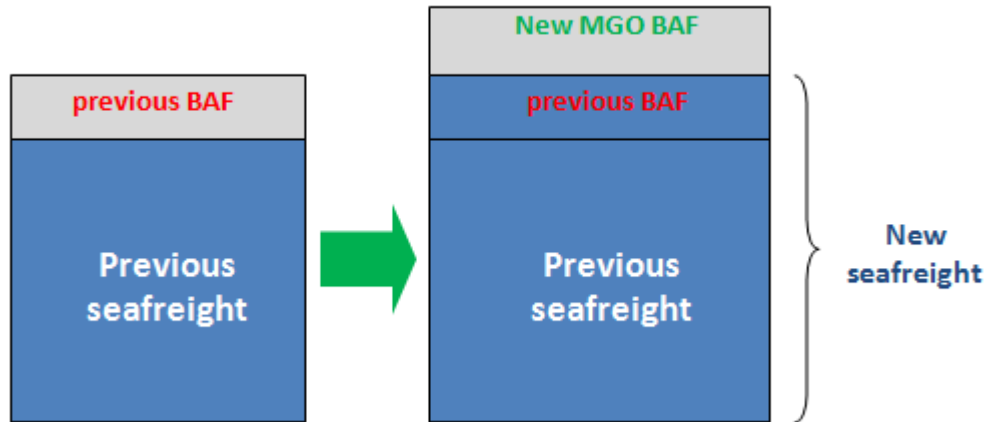 previous BAF
Previous
seafreight
New MGO BAF
previous BAF
Previous
seafreight
New
seafreight